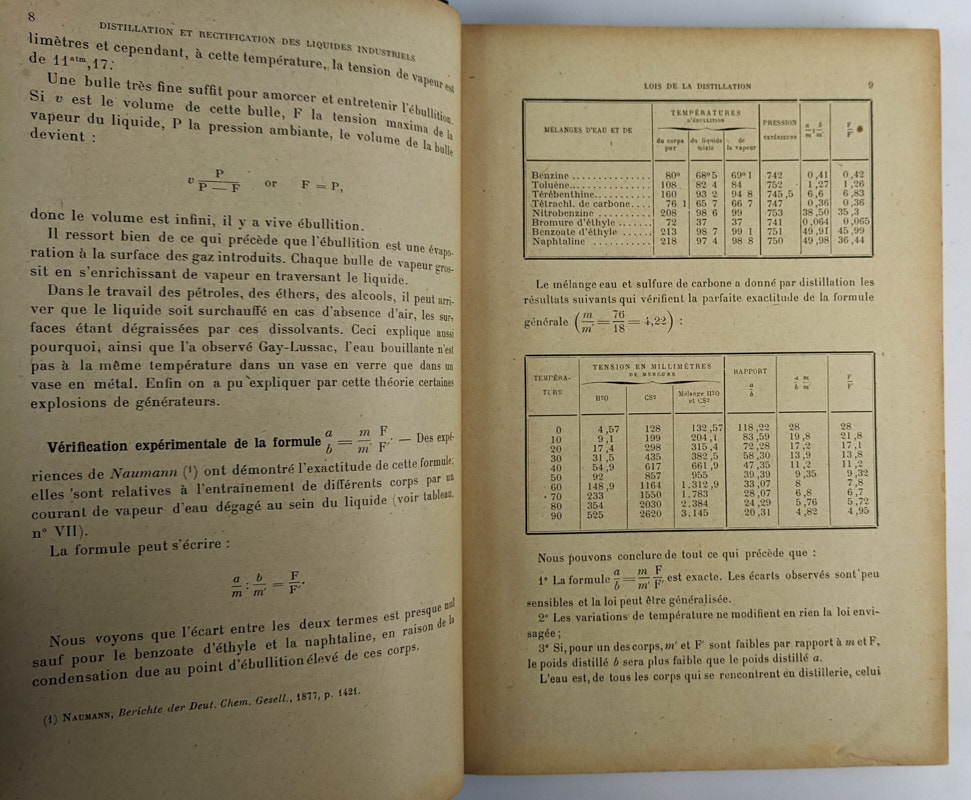 8
DISTILLATION ET RECTIFICATION DES LIQUIDES INDUSTRIELS
limètres et cependant, à cette température, la tension de vapeur est
de 11atm,17.
Une bulle très fine suffit pour amorcer et entretenir l'ébullition.
Si v est le volume de cette bulle, F la tension maxima de la
vapeur du liquide, P la pression ambiante, le volume de la bulle
devient :
v P / (P — F) or F = P,
donc le volume est infini, il y a vive ébullition.
Il ressort bien de ce qui précède que l'ébullition est une évapo-
ration à la surface des gaz introduits. Chaque bulle de vapeur gros-
sit en s'enrichissant de vapeur en traversant le liquide.
Dans le travail des pétroles, des éthers, des alcools, il peut arri-
ver que le liquide soit surchauffé en cas d'absence d'air, les sur-
faces étant dégraissées par ces dissolvants. Ceci explique aussi
pourquoi, ainsi que l'a observé Gay-Lussac, l'eau bouillante n'est
pas à la même température dans un vase en verre que dans un
vase en métal. Enfin on a pu expliquer par cette théorie certaines
explosions de générateurs.
Vérification expérimentale de la formule a/b = m/m' F/F'. — Des expé-
riences de Naumann (1) ont démontré l'exactitude de cette formule;
elles sont relatives à l'entraînement de différents corps par un
courant de vapeur d'eau dégagé au sein du liquide (voir tableau,
n° VII).
La formule peut s'écrire :
a/m : b/m' = F/F'.
Nous voyons que l'écart entre les deux termes est presque nul
sauf pour le benzoate d'éthyle et la naphtaline, en raison de la
condensation due au point d'ébullition élevé de ces corps.
(1) NAUMANN, Berichte der Deut. Chem. Gesell., 1877, p. 1421.
LOIS DE LA DISTILLATION 9
MÉLANGES D'EAU ET DE
TEMPÉRATURES
D'ÉBULLITION
du corps pur
du liquide mixte
de la vapeur
PRESSION
EXTÉRIEURE
a/m : b/m'
F/F'
Benzine 80° 68°5 69°1 742 0,41 0,42
Toluène 108 82 4 84 752 1,27 1,26
Térébenthine 160 93 2 94 8 745,5 6,6 6,83
Tétrachl. de carbone 76 1 65 7 66 7 747 0,36 0,36
Nitrobenzine 208 98 6 99 753 38,50 35,3
Bromure d'éthyle 72 37 37 741 0,064 0,065
Benzoate d'éthyle 213 98 7 99 1 751 49,91 45,99
Naphtaline 218 97 4 98 8 750 49,98 36,44
Le mélange eau et sulfure de carbone a donné par distillation les
résultats suivants qui vérifient la parfaite exactitude de la formule
générale (m/m' = 76/18 = 4,22) :
TEMPÉRA-
TURE
TENSION EN MILLIMÈTRES
DE MERCURE
H2O
CS2
Mélange H2O
et CS2
RAPPORT
a/b
a/b m/m'
F/F'
0 4,57 128 132,57 118,22 28 28
10 9,1 199 204,1 83,59 19,8 21,8
20 17,4 298 315,4 72,28 17,2 17,1
30 31,5 435 382,5 58,30 13,9 13,8
40 54,9 617 661,9 47,35 11,2 11,2
50 92 857 955 39,39 9,35 9,32
60 148,9 1164 1.312,9 33,07 8 7,8
70 233 1550 1.783 28,07 6,8 6,7
80 354 2030 2.384 24,29 5,76 5,72
90 525 2620 3.145 20,31 4,82 4,95
Nous pouvons conclure de tout ce qui précède que :
1° La formule a/b = m/m' F/F' est exacte. Les écarts observés sont peu
sensibles et la loi peut être généralisée.
2° Les variations de température ne modifient en rien la loi envi-
sagée ;
3° Si, pour un des corps, m' et F' sont faibles par rapport à m et F,
le poids distillé b sera plus faible que le poids distillé a.
L'eau est, de tous les corps qui se rencontrent en distillerie, celui